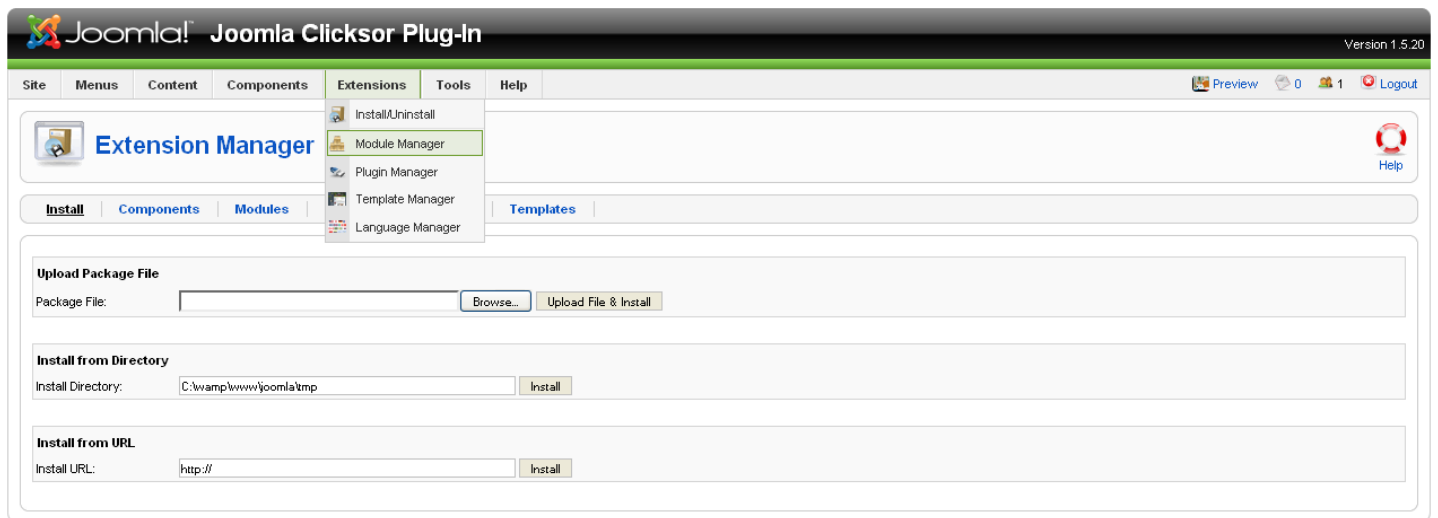 Joomla! Joomla Clicksor Plug-In
Version 1.5.20
Site Menus Content Components Extensions Tools Help Preview 0 1 Logout
Install/Uninstall
Extension Manager Module Manager
Help
Plugin Manager
Template Manager
Install Components Modules Templates
Language Manager
Upload Package File
Package File: Browse... Upload File & Install
Install from Directory
Install Directory: C:\wamp\www\joomla\tmp Install
Install from URL
Install URL: http:// Install